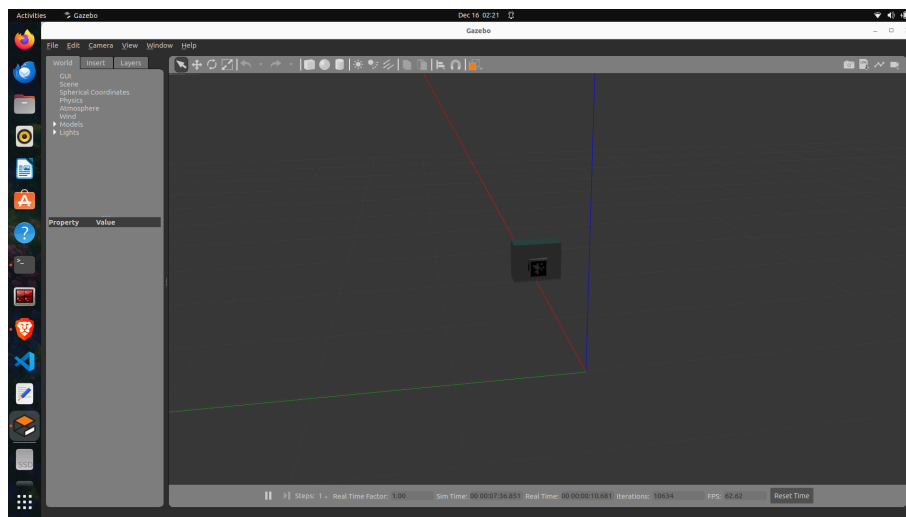 Activities Gazebo Dec 16 02:21
Gazebo
File Edit Camera View Window Help
World Insert Layers
GUI
Scene
Spherical Coordinates
Physics
Atmosphere
Wind
Models
Lights
Property Value
SSD
Steps: 1 Real Time Factor: 1.00 Sim Time: 00 00:07:36.851 Real Time: 00 00:00:10.681 Iterations: 10634 FPS: 62.62 Reset Time